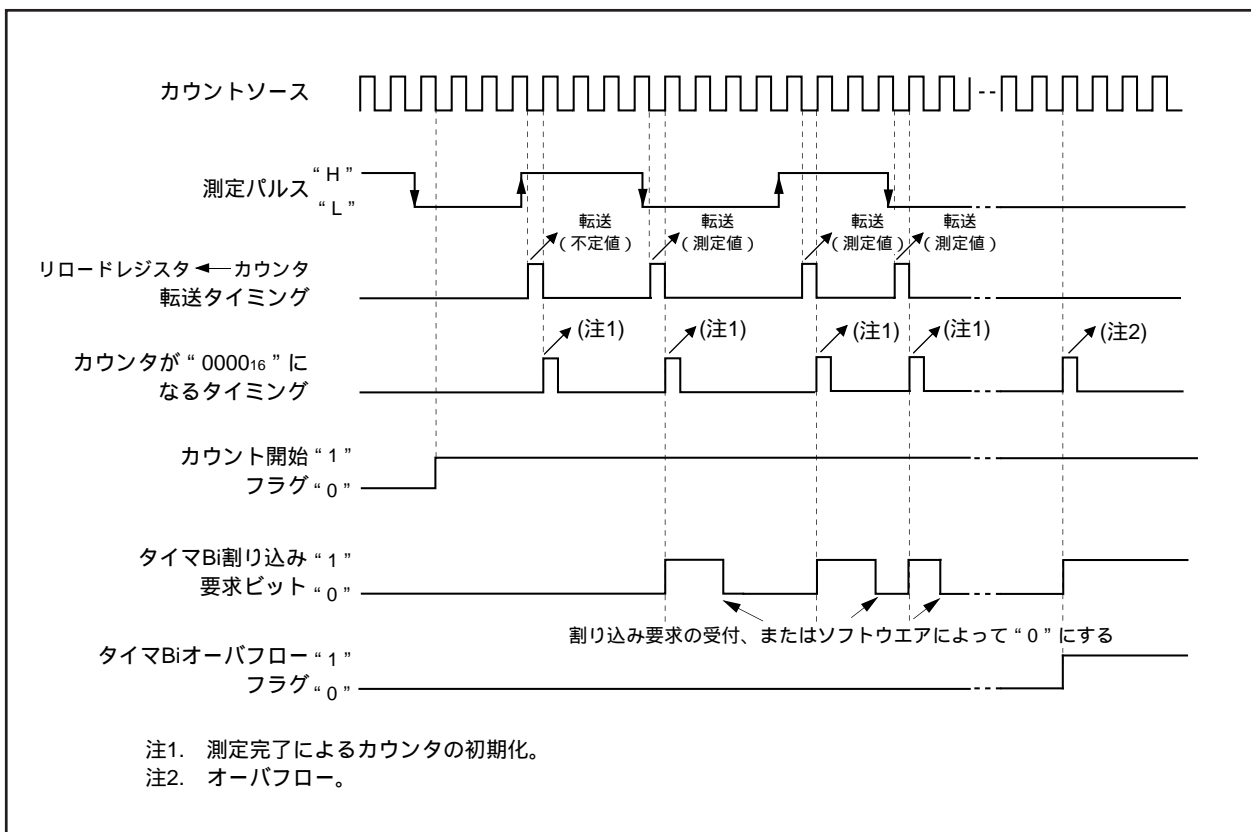 カウントソース
測定パルス “ H ”
“ L ”
転送
( 不定値 )
転送
( 測定値 )
転送
( 測定値 )
転送
( 測定値 )
リロードレジスタ カウンタ
転送タイミング
(注1)
(注1)
(注1)
(注1)
(注2)
カウンタが “ 000016 ” に
なるタイミング
カウント開始 “ 1 ”
フラグ “ 0 ”
タイマBi割り込み “ 1 ”
要求ビット “ 0 ”
割り込み要求の受付、またはソフトウエアによって “ 0 ” にする
タイマBiオーバフロー “ 1 ”
フラグ “ 0 ”
注1. 測定完了によるカウンタの初期化。
注2. オーバフロー。